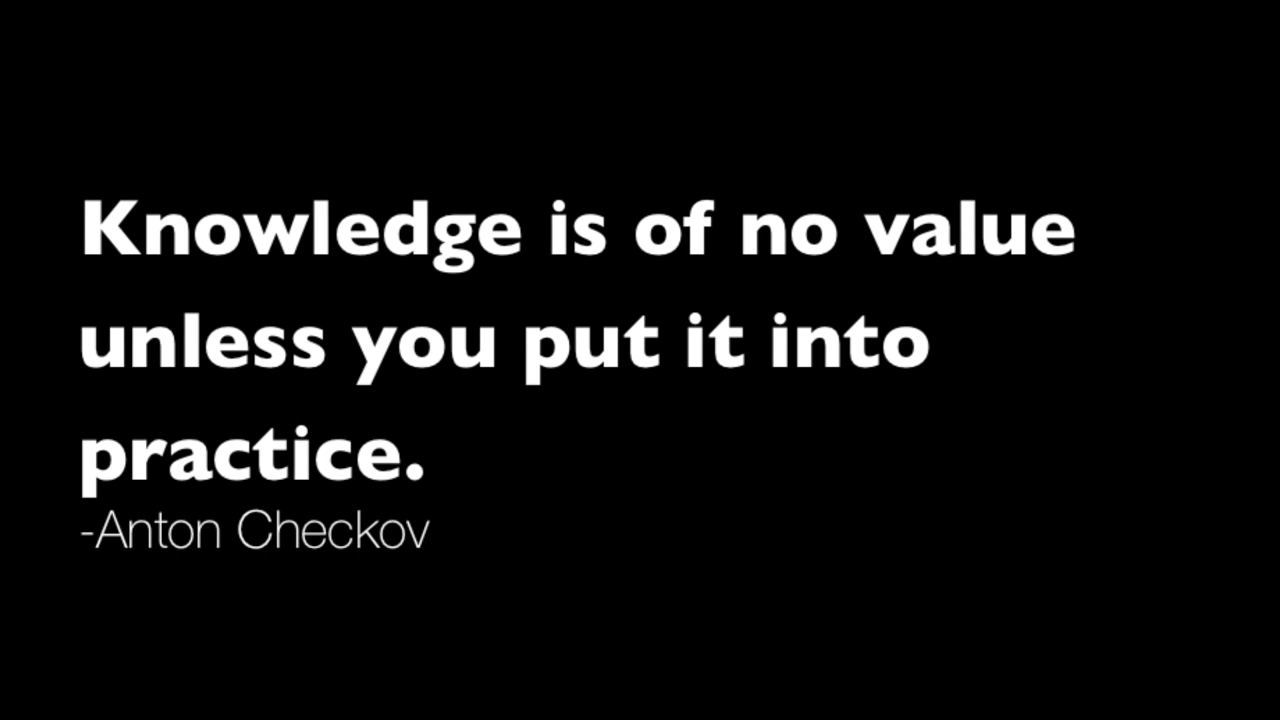 Knowledge is of no value
unless you put it into
practice.
-Anton Checkov